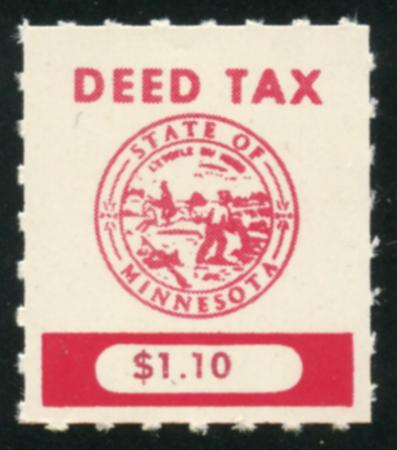 DEED TAX
STATE OF
MINNESOTA
$1.10